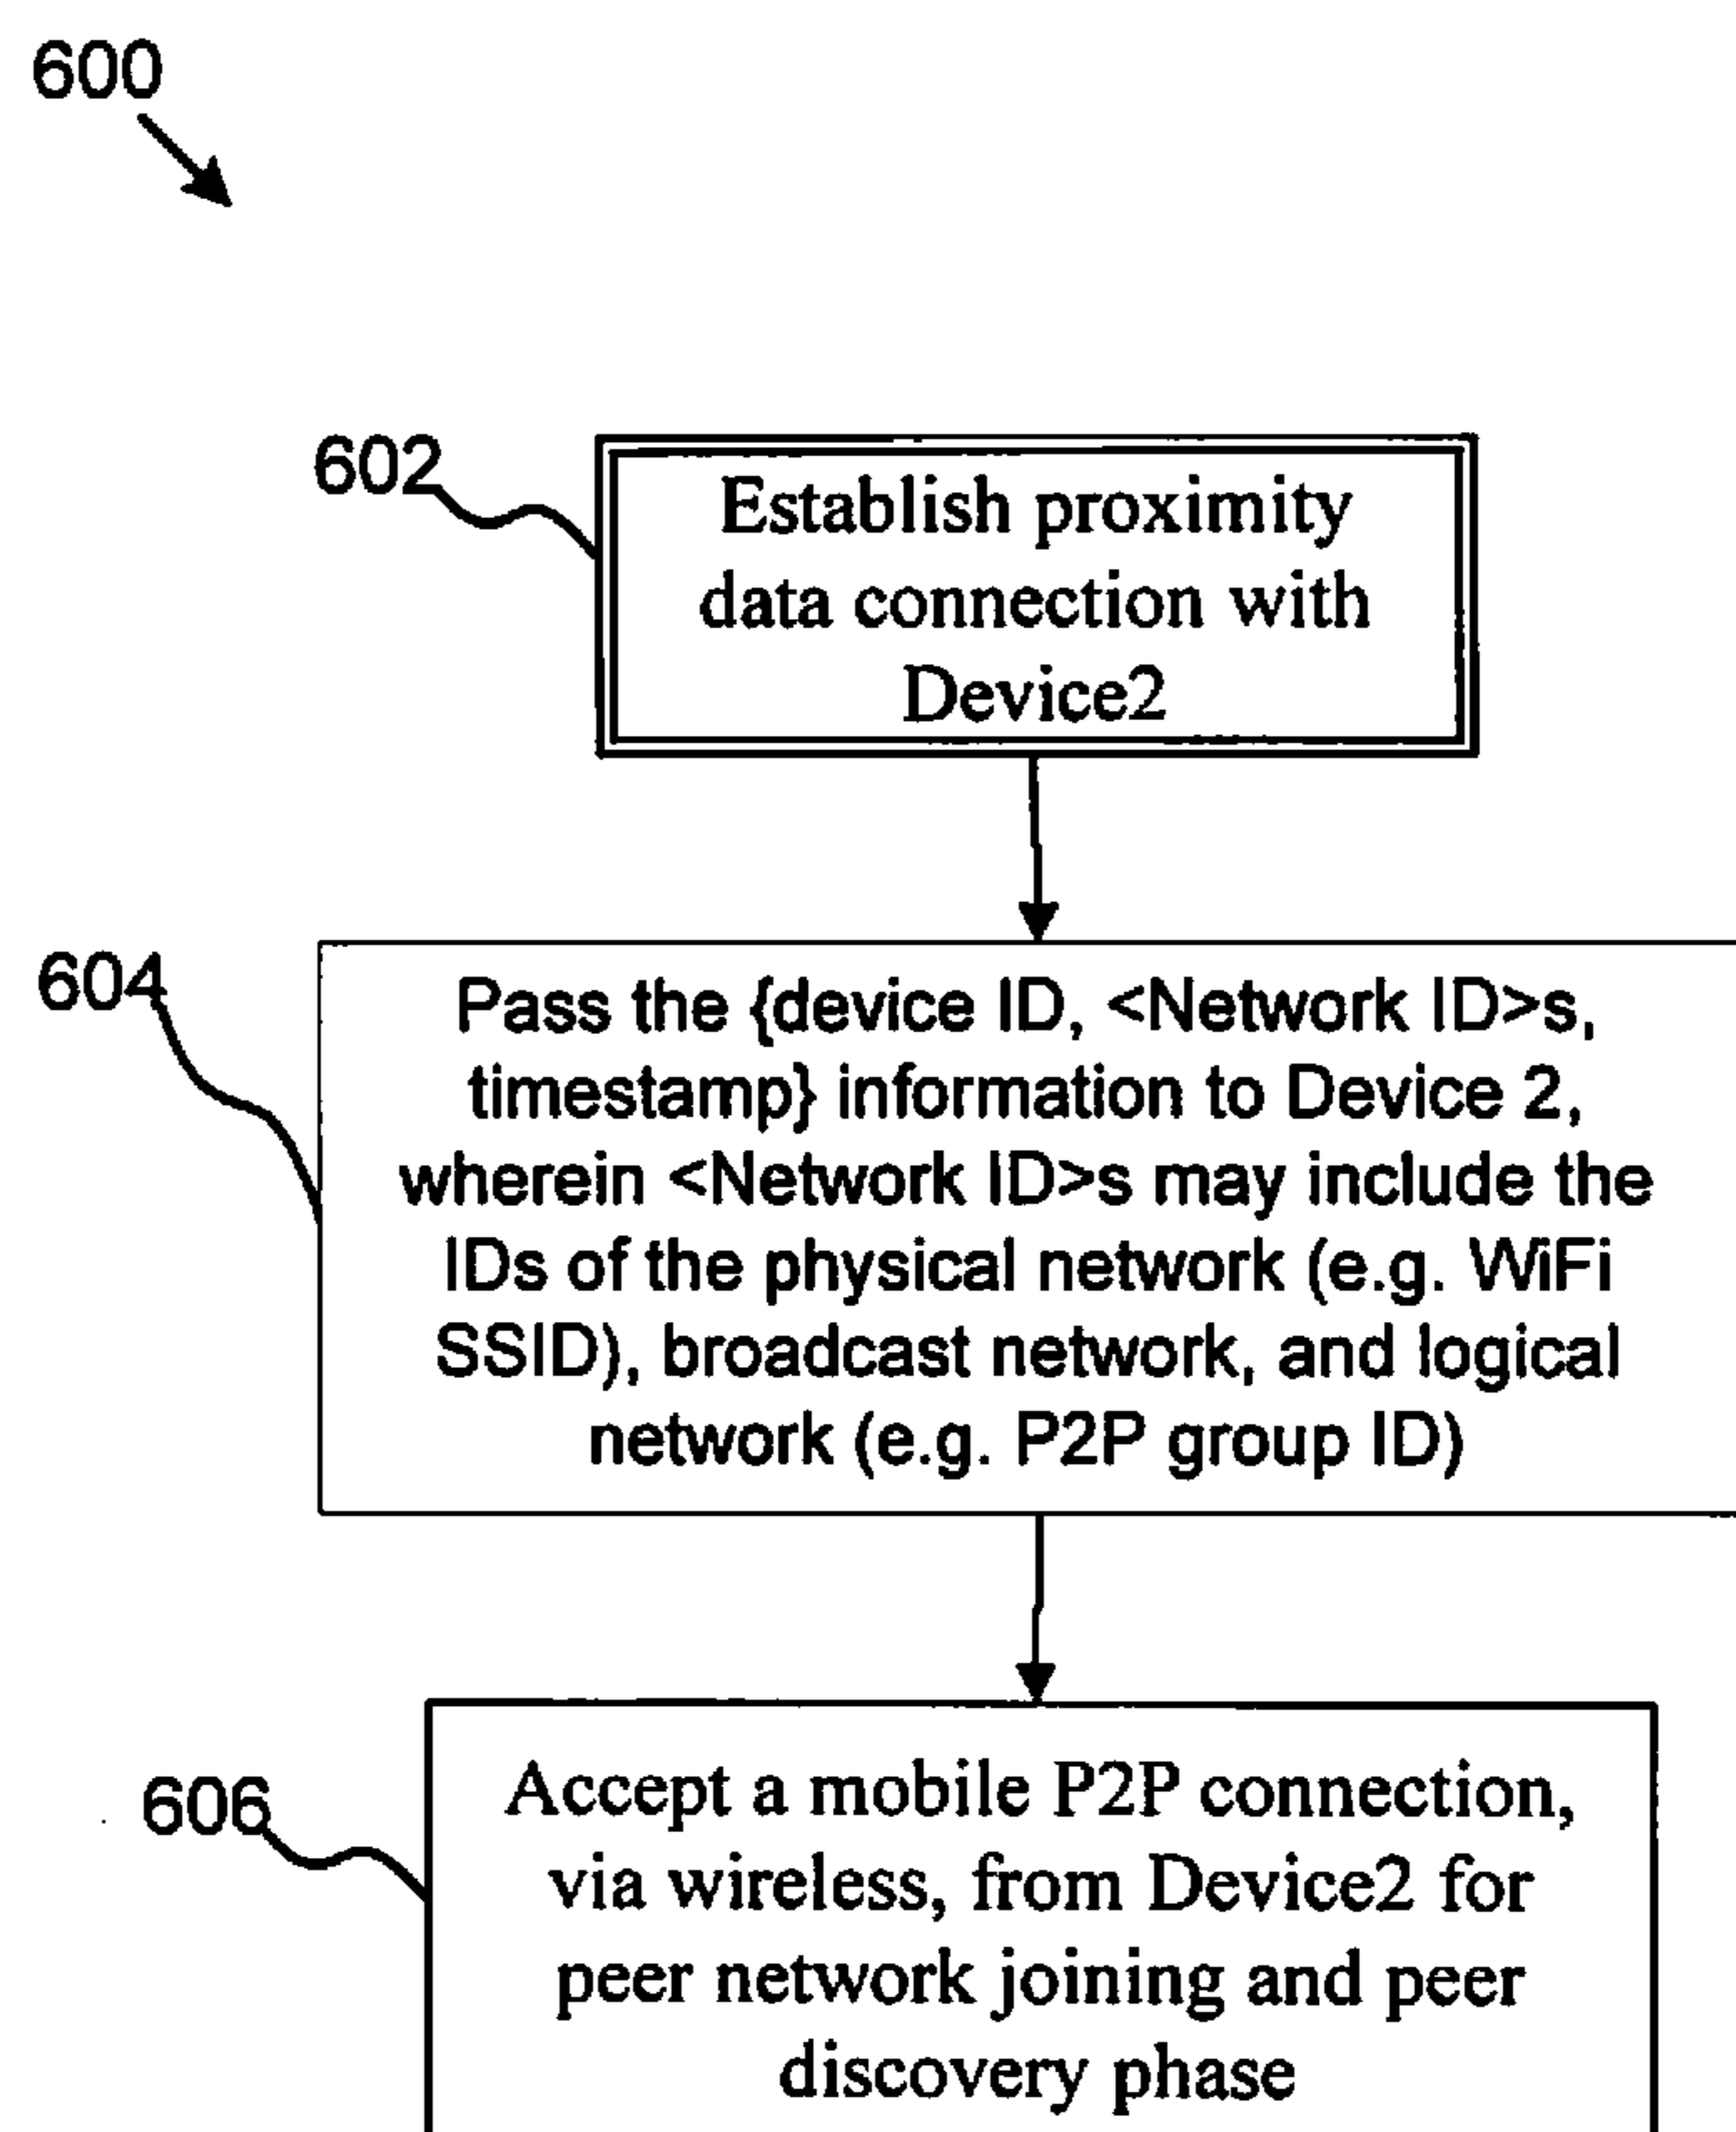 600
602
Establish proximity
data connection with
Device2
604
Pass the {device ID, <Network ID>s,
timestamp} information to Device 2,
wherein <Network ID>s may include the
IDs of the physical network (e.g. WiFi
SSID), broadcast network, and logical
network (e.g. P2P group ID)
606
Accept a mobile P2P connection,
via wireless, from Device2 for
peer network joining and peer
discovery phase